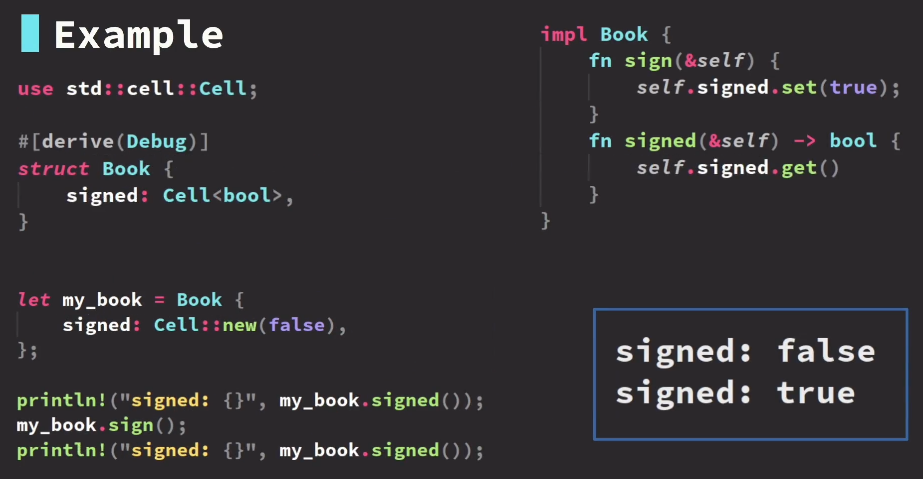 Example
use std::cell::Cell;
#[derive(Debug)]
struct Book {
    signed: Cell<bool>,
}
let my_book = Book {
    signed: Cell::new(false),
};
println!("signed: {}", my_book.signed());
my_book.sign();
println!("signed: {}", my_book.signed());
impl Book {
    fn sign(&self) {
        self.signed.set(true);
    }
    fn signed(&self) -> bool {
        self.signed.get()
    }
}
signed: false
signed: true